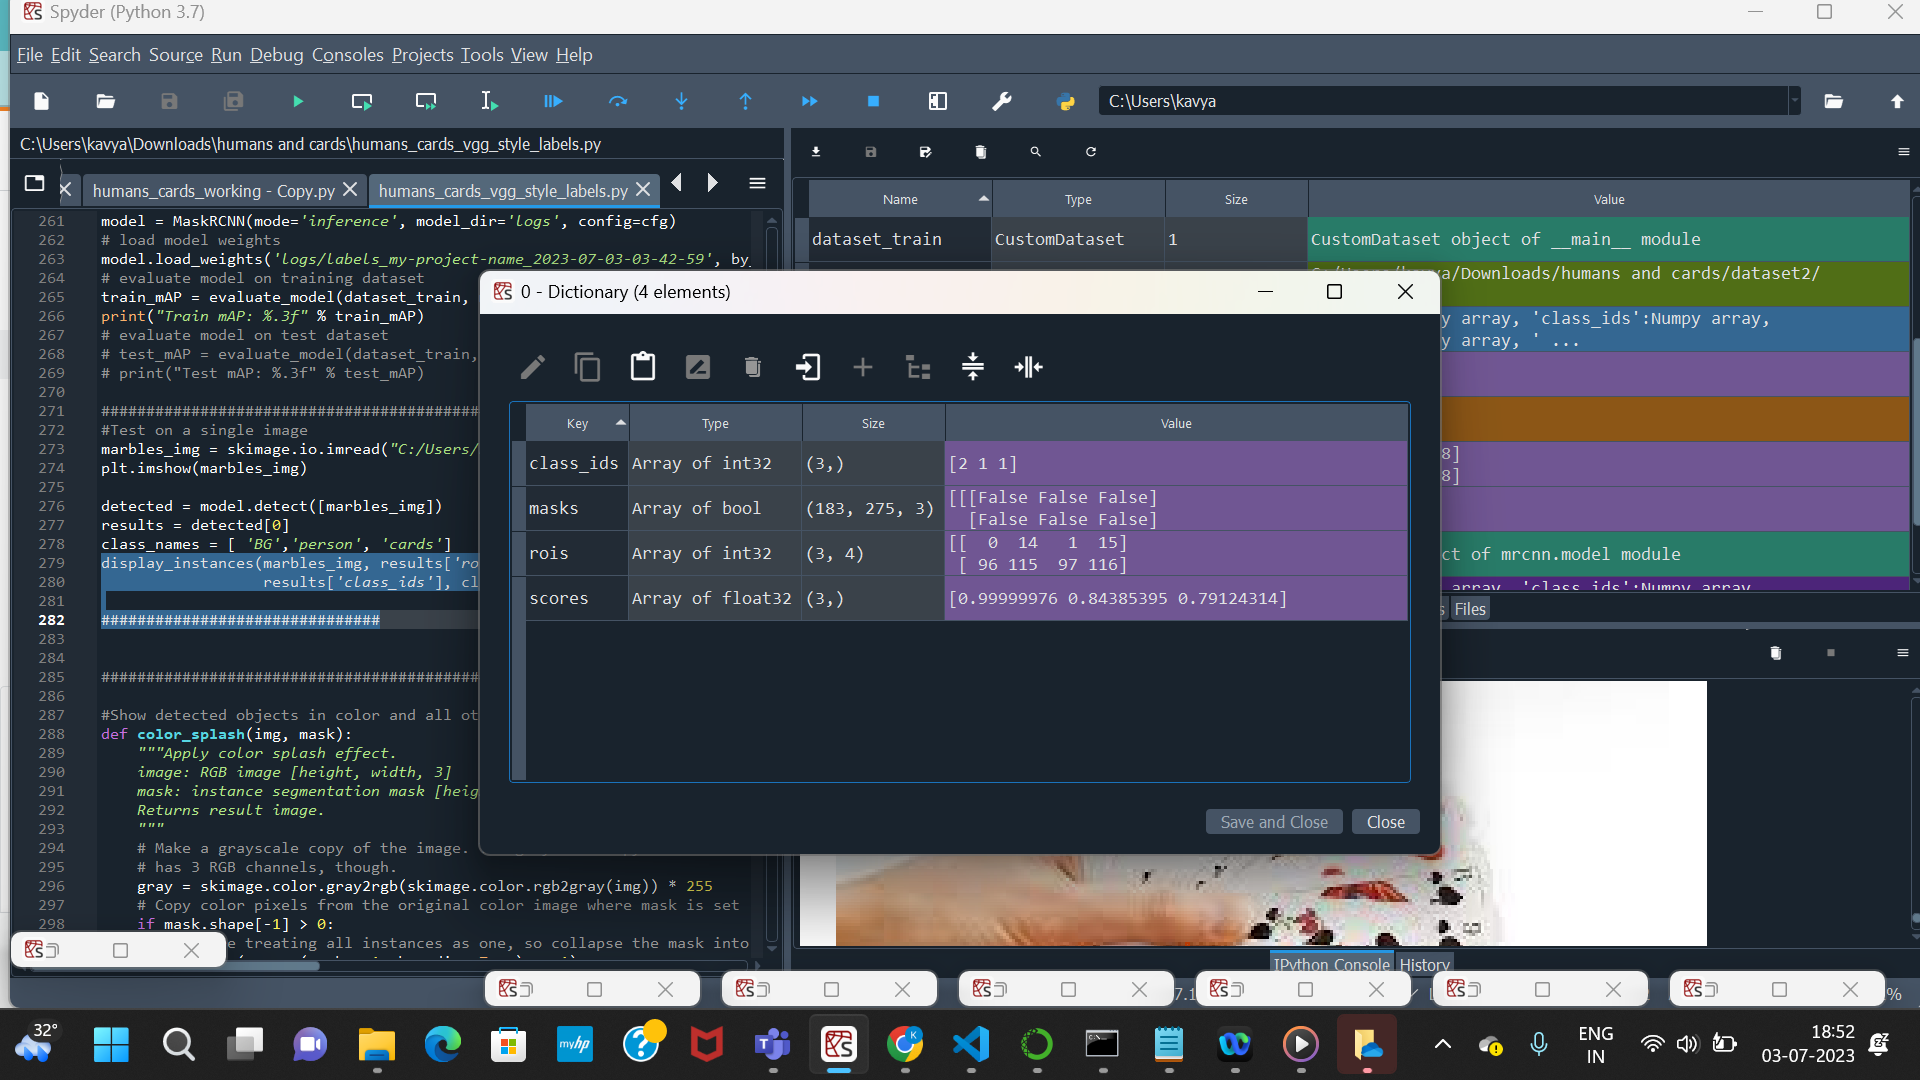 Spyder (Python 3.7)
File Edit Search Source Run Debug Consoles Projects Tools View Help
C:\Users\kavya
C:\Users\kavya\Downloads\humans and cards\humans_cards_vgg_style_labels.py
humans_cards_working - Copy.py
humans_cards_vgg_style_labels.py
261 model = MaskRCNN(mode='inference', model_dir='logs', config=cfg)
262 # load model weights
263 model.load_weights('logs/labels_my-project-name_2023-07-03-03-42-59', by_
264 # evaluate model on training dataset
265 train_mAP = evaluate_model(dataset_train,
266 print("Train mAP: %.3f" % train_mAP)
267 # evaluate model on test dataset
268 # test_mAP = evaluate_model(dataset_train,
269 # print("Test mAP: %.3f" % test_mAP)
270
271 ##########################################
272 #Test on a single image
273 marbles_img = skimage.io.imread("C:/Users/
274 plt.imshow(marbles_img)
275
276 detected = model.detect([marbles_img])
277 results = detected[0]
278 class_names = [ 'BG','person', 'cards']
279 display_instances(marbles_img, results['ro
280 results['class_ids'], cl
281
282 ###############################
283
284
285 ##########################################
286
287 #Show detected objects in color and all ot
288 def color_splash(img, mask):
289 """Apply color splash effect.
290 image: RGB image [height, width, 3]
291 mask: instance segmentation mask [heig
292 Returns result image.
293 """
294 # Make a grayscale copy of the image.
295 # has 3 RGB channels, though.
296 gray = skimage.color.gray2rgb(skimage.color.rgb2gray(img)) * 255
297 # Copy color pixels from the original color image where mask is set
298 if mask.shape[-1] > 0:
e treating all instances as one, so collapse the mask into
Name Type Size Value
dataset_train CustomDataset 1 CustomDataset object of __main__ module
a/Downloads/humans and cards/dataset2/
y array, 'class_ids':Numpy array,
y array, ' ...
8]
8]
ct of mrcnn.model module
array, 'class_ids':Numpy array
s Files
0 - Dictionary (4 elements)
Key Type Size Value
class_ids Array of int32 (3,) [2 1 1]
masks Array of bool (183, 275, 3) [[[False False False]
[False False False]
rois Array of int32 (3, 4) [[ 0 14 1 15]
[ 96 115 97 116]
scores Array of float32 (3,) [0.99999976 0.84385395 0.79124314]
Save and Close Close
IPython Console History
7.1
%
32°
myhp
ENG
IN
18:52
03-07-2023